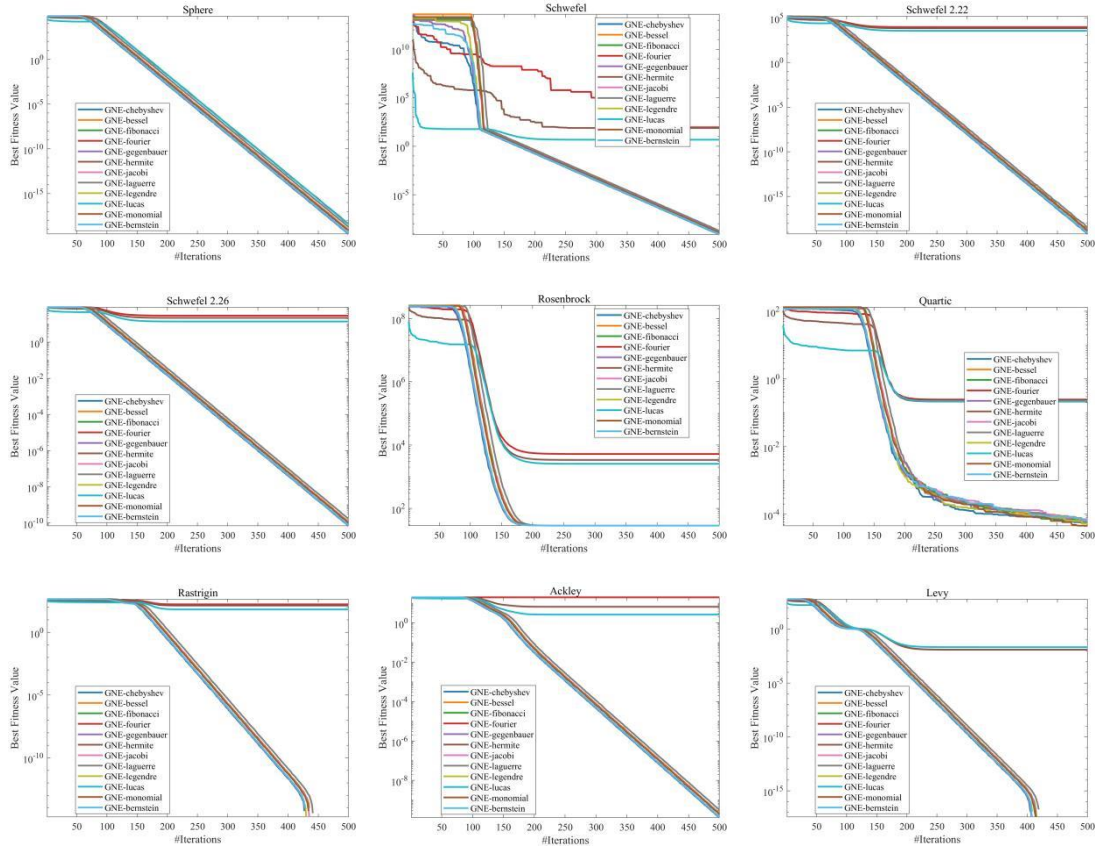 Sphere
Best Fitness Value
10^-5
10^-10
10^-15
GNE-chebyshev
GNE-bessel
GNE-fibonacci
GNE-fourier
GNE-gegenbauer
GNE-hermite
GNE-jacobi
GNE-laguerre
GNE-legendre
GNE-lucas
GNE-monomial
GNE-bernstein
50 100 150 200 250 300 350 400 450 500
#Iterations
Schwefel
Best Fitness Value
10^10
10^5
10^0
10^-5
GNE-chebyshev
GNE-bessel
GNE-fibonacci
GNE-fourier
GNE-gegenbauer
GNE-hermite
GNE-jacobi
GNE-laguerre
GNE-legendre
GNE-lucas
GNE-monomial
GNE-bernstein
50 100 150 200 250 300 350 400 450 500
#Iterations
Schwefel 2.22
Best Fitness Value
10^5
10^0
10^-5
10^-10
10^-15
GNE-chebyshev
GNE-bessel
GNE-fibonacci
GNE-fourier
GNE-gegenbauer
GNE-hermite
GNE-jacobi
GNE-laguerre
GNE-legendre
GNE-lucas
GNE-monomial
GNE-bernstein
50 100 150 200 250 300 350 400 450 500
#Iterations
Schwefel 2.26
Best Fitness Value
10^0
10^-2
10^-4
10^-6
10^-8
10^-10
GNE-chebyshev
GNE-bessel
GNE-fibonacci
GNE-fourier
GNE-gegenbauer
GNE-hermite
GNE-jacobi
GNE-laguerre
GNE-legendre
GNE-lucas
GNE-monomial
GNE-bernstein
50 100 150 200 250 300 350 400 450 500
#Iterations
Rosenbrock
Best Fitness Value
10^8
10^6
10^4
10^2
GNE-chebyshev
GNE-bessel
GNE-fibonacci
GNE-fourier
GNE-gegenbauer
GNE-hermite
GNE-jacobi
GNE-laguerre
GNE-legendre
GNE-lucas
GNE-monomial
GNE-bernstein
50 100 150 200 250 300 350 400 450 500
#Iterations
Quartic
Best Fitness Value
10^2
10^0
10^-2
10^-4
GNE-chebyshev
GNE-bessel
GNE-fibonacci
GNE-fourier
GNE-gegenbauer
GNE-hermite
GNE-jacobi
GNE-laguerre
GNE-legendre
GNE-lucas
GNE-monomial
GNE-bernstein
50 100 150 200 250 300 350 400 450 500
#Iterations
Rastrigin
Best Fitness Value
10^0
10^-5
10^-10
GNE-chebyshev
GNE-bessel
GNE-fibonacci
GNE-fourier
GNE-gegenbauer
GNE-hermite
GNE-jacobi
GNE-laguerre
GNE-legendre
GNE-lucas
GNE-monomial
GNE-bernstein
50 100 150 200 250 300 350 400 450 500
#Iterations
Ackley
Best Fitness Value
10^0
10^-2
10^-4
10^-6
10^-8
GNE-chebyshev
GNE-bessel
GNE-fibonacci
GNE-fourier
GNE-gegenbauer
GNE-hermite
GNE-jacobi
GNE-laguerre
GNE-legendre
GNE-lucas
GNE-monomial
GNE-bernstein
50 100 150 200 250 300 350 400 450 500
#Iterations
Levy
Best Fitness Value
10^0
10^-5
10^-10
10^-15
GNE-chebyshev
GNE-bessel
GNE-fibonacci
GNE-fourier
GNE-gegenbauer
GNE-hermite
GNE-jacobi
GNE-laguerre
GNE-legendre
GNE-lucas
GNE-monomial
GNE-bernstein
50 100 150 200 250 300 350 400 450 500
#Iterations